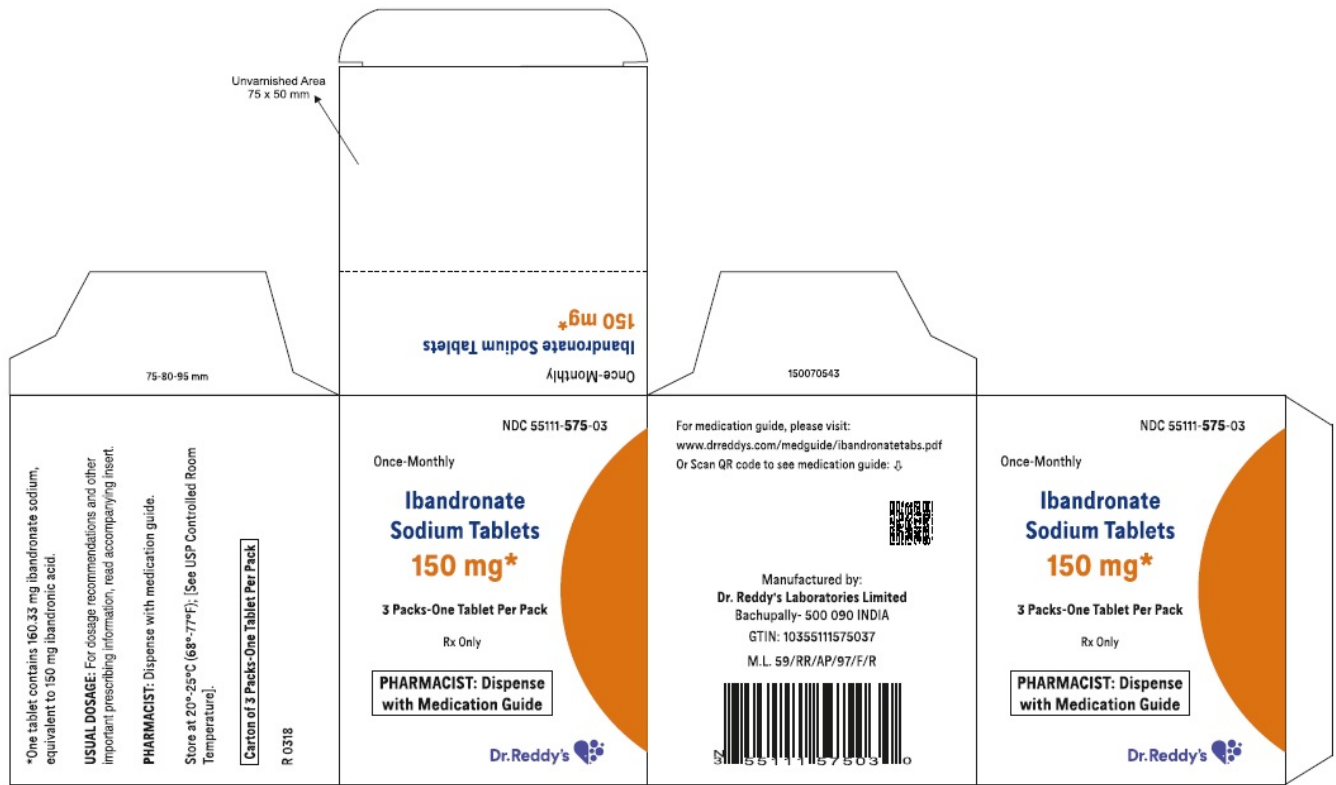 Unvarnished Area
75 x 50 mm
Once-Monthly
Ibandronate Sodium Tablets
150 mg*
75-80-95 mm
150070543
*One tablet contains 160.33 mg ibandronate sodium,
equivalent to 150 mg ibandronic acid.
USUAL DOSAGE: For dosage recommendations and other
important prescribing information, read accompanying insert.
PHARMACIST: Dispense with medication guide.
Store at 20°-25°C (68°-77°F); [See USP Controlled Room
Temperature].
Carton of 3 Packs-One Tablet Per Pack
R 0318
NDC 55111-575-03
Once-Monthly
Ibandronate
Sodium Tablets
150 mg*
3 Packs-One Tablet Per Pack
Rx Only
PHARMACIST: Dispense
with Medication Guide
Dr.Reddy's
For medication guide, please visit:
www.drreddys.com/medguide/ibandronatetabs.pdf
Or Scan QR code to see medication guide: ⇩
Manufactured by:
Dr. Reddy's Laboratories Limited
Bachupally- 500 090 INDIA
GTIN: 10355111575037
M.L. 59/RR/AP/97/F/R
N
3 55111 57503 0
NDC 55111-575-03
Once-Monthly
Ibandronate
Sodium Tablets
150 mg*
3 Packs-One Tablet Per Pack
Rx Only
PHARMACIST: Dispense
with Medication Guide
Dr.Reddy's